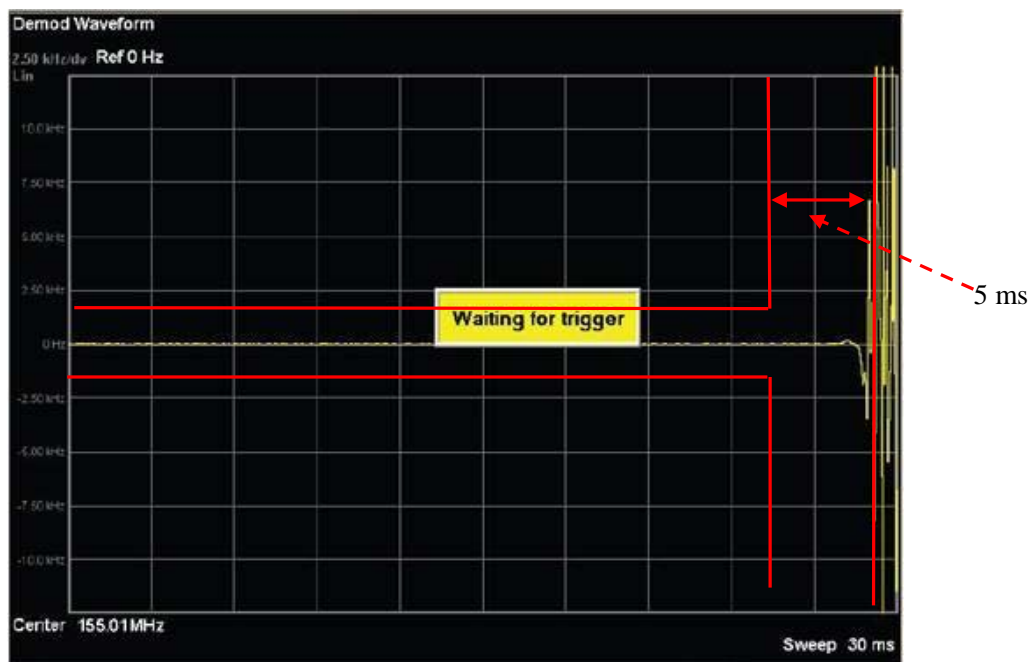 Demod Waveform
2.50 kHz/dv Ref 0 Hz
Lin
10.0 kHz
7.50 kHz
5.00 kHz
2.50 kHz
Waiting for trigger
5 ms
0 Hz
-2.50 kHz
-5.00 kHz
-7.50 kHz
-10.0 kHz
Center 155.01MHz
Sweep 30 ms